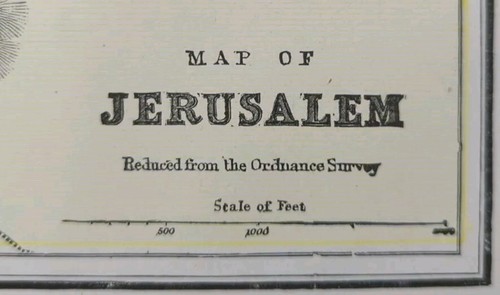 MAP OF
JERUSALEM
Reduced from the Ordnance Survey
Scale of Feet
500 1000